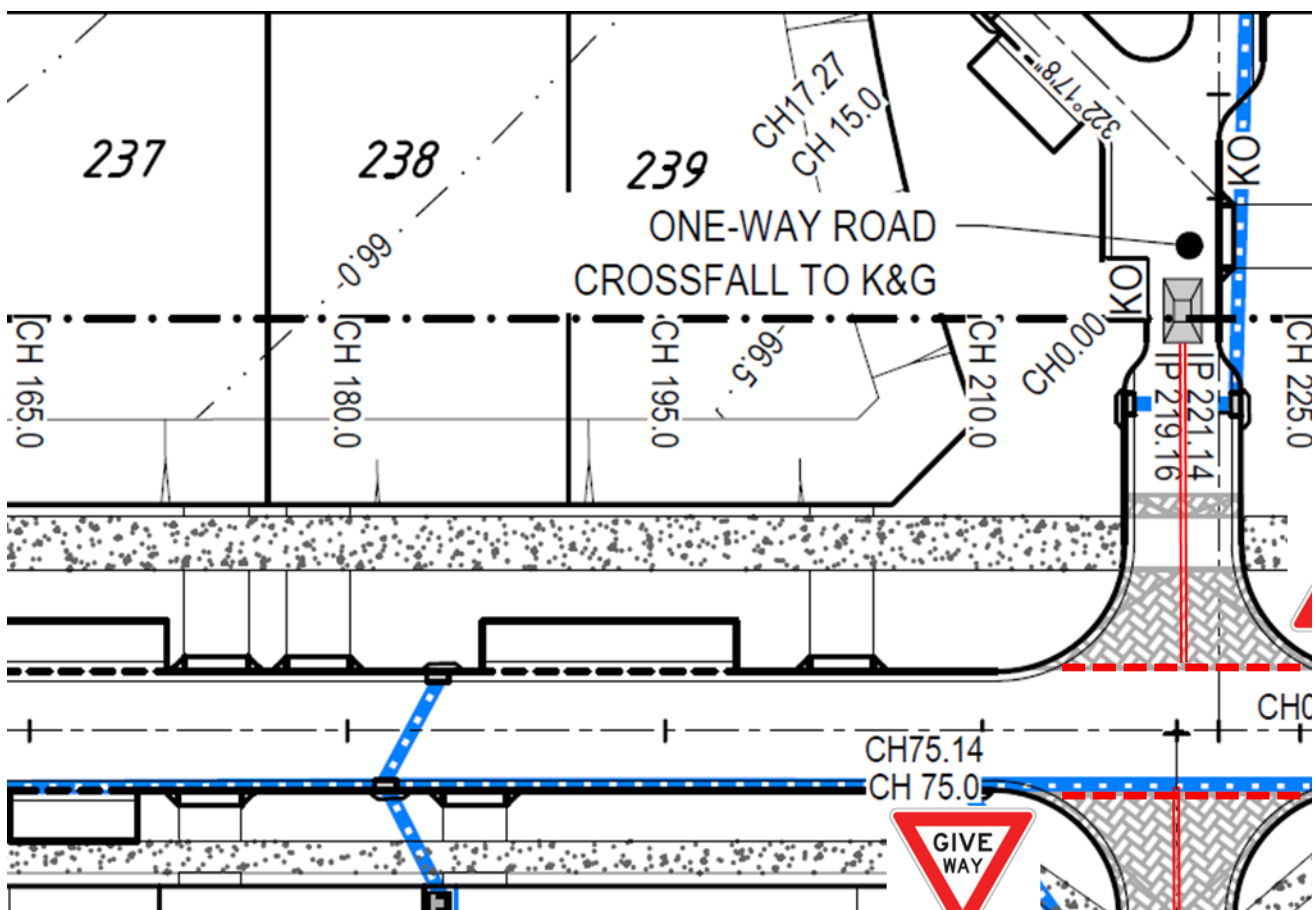 237
238
239
CH17.27
CH 15.0
322°17'8"
KO
ONE-WAY ROAD
CROSSFALL TO K&G
KO
66.0
66.5
CH 165.0
CH 180.0
CH 195.0
CH 210.0
CH0.00
IP 219.16
IP 221.14
CH 225.0
CH75.14
CH 75.0
CH0
GIVE
WAY